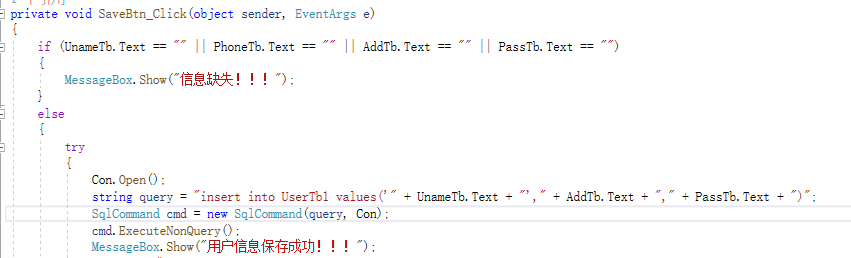 private void SaveBtn_Click(object sender, EventArgs e)
{
if (UnameTb.Text == "" || PhoneTb.Text == "" || AddTb.Text == "" || PassTb.Text == "")
{
MessageBox.Show("信息缺失！！！");
}
else
{
try
{
Con.Open();
string query = "insert into UserTbl values('" + UnameTb.Text + "'," + AddTb.Text + "," + PassTb.Text + ")";
SqlCommand cmd = new SqlCommand(query, Con);
cmd.ExecuteNonQuery();
MessageBox.Show("用户信息保存成功！！！");